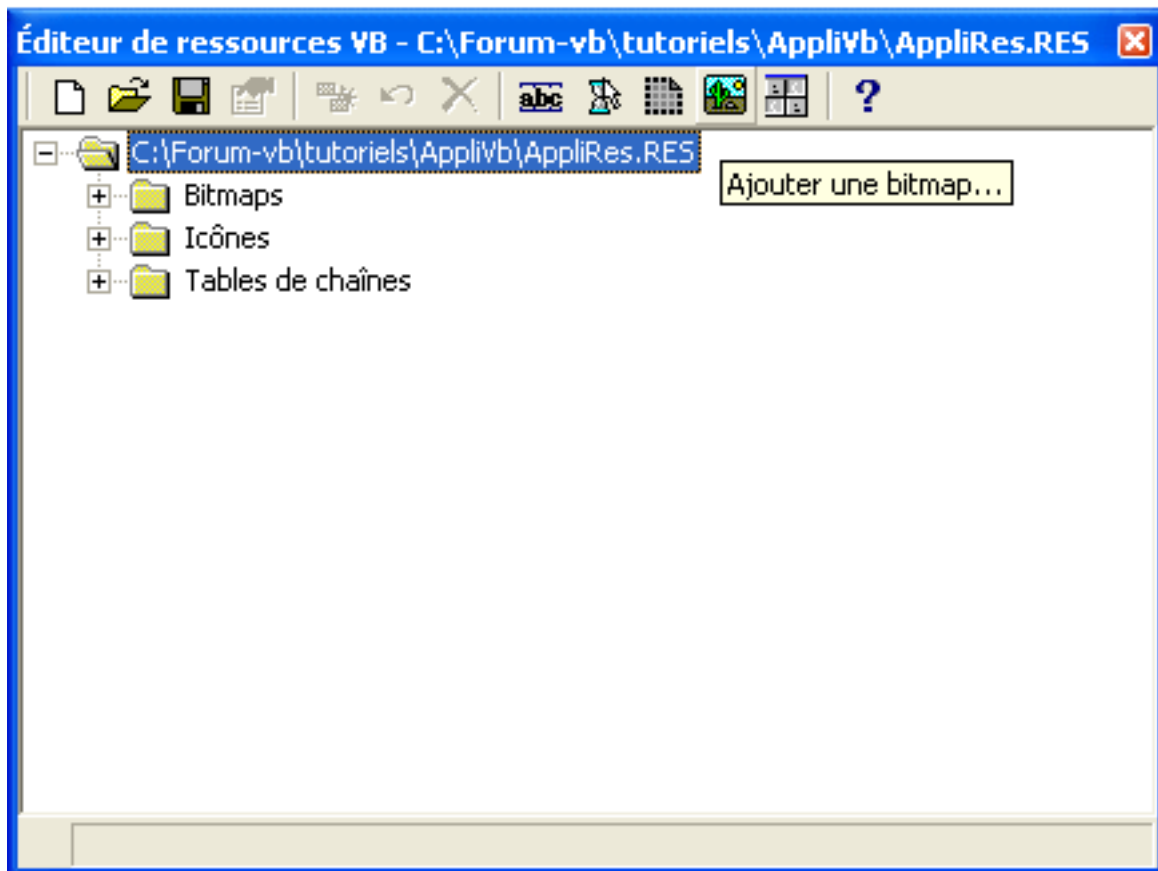 Éditeur de ressources VB - C:\Forum-vb\tutoriels\AppliVb\AppliRes.RES
abc
?
C:\Forum-vb\tutoriels\AppliVb\AppliRes.RES
Ajouter une bitmap...
Bitmaps
Icônes
Tables de chaînes